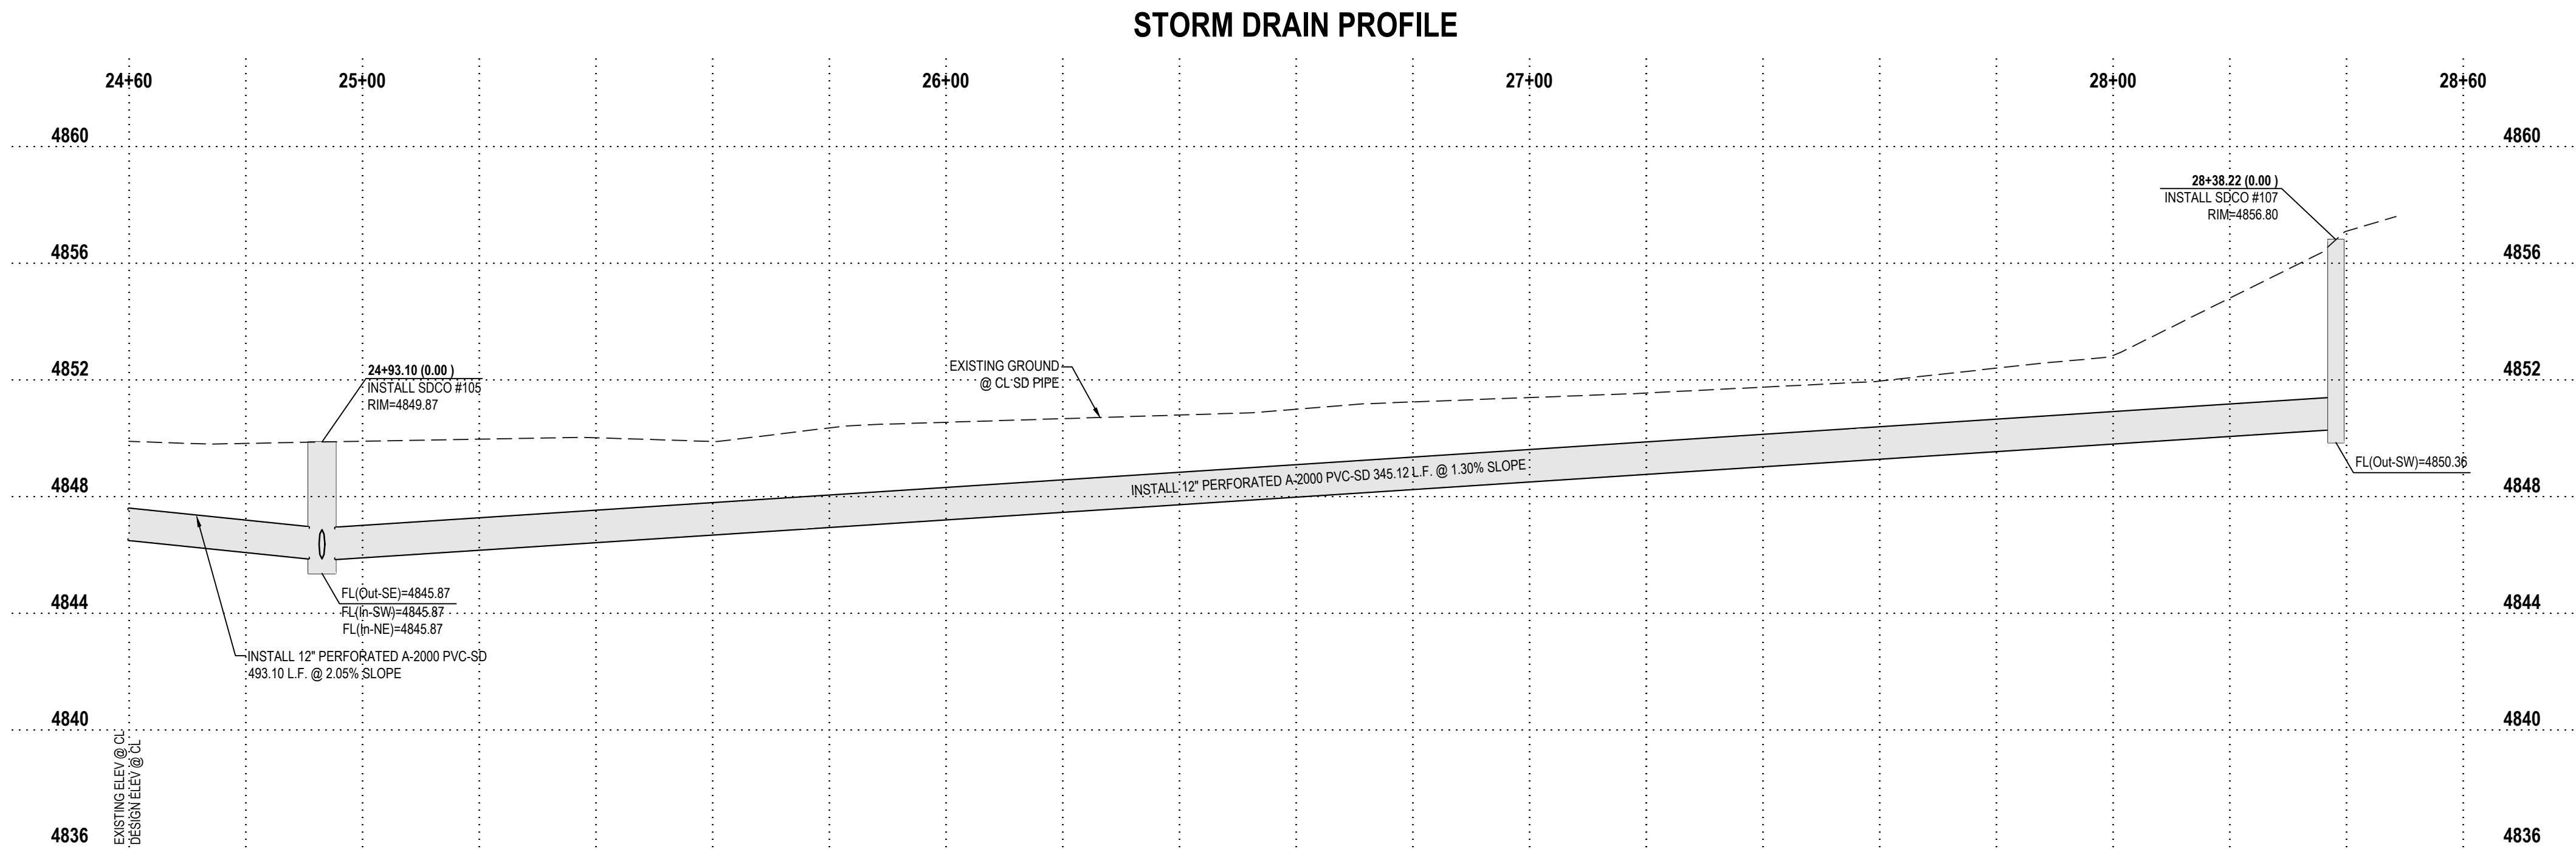 STORM DRAIN PROFILE
24+60
25+00
26+00
27+00
28+00
28+60
4860
4860
28+38.22 (0.00 )
INSTALL SDCO #107
RIM=4856.80
4856
4856
EXISTING GROUND
@ CL SD PIPE
4852
4852
24+93.10 (0.00 )
INSTALL SDCO #105
RIM=4849.87
INSTALL 12" PERFORATED A-2000 PVC-SD 345.12 L.F. @ 1.30% SLOPE
FL(Out-SW)=4850.36
4848
4848
FL(Out-SE)=4845.87
FL(In-SW)=4845.87
FL(In-NE)=4845.87
4844
4844
INSTALL 12" PERFORATED A-2000 PVC-SD
493.10 L.F. @ 2.05% SLOPE
4840
4840
EXISTING ELEV @ CL
DESIGN ELEV @ CL
4836
4836